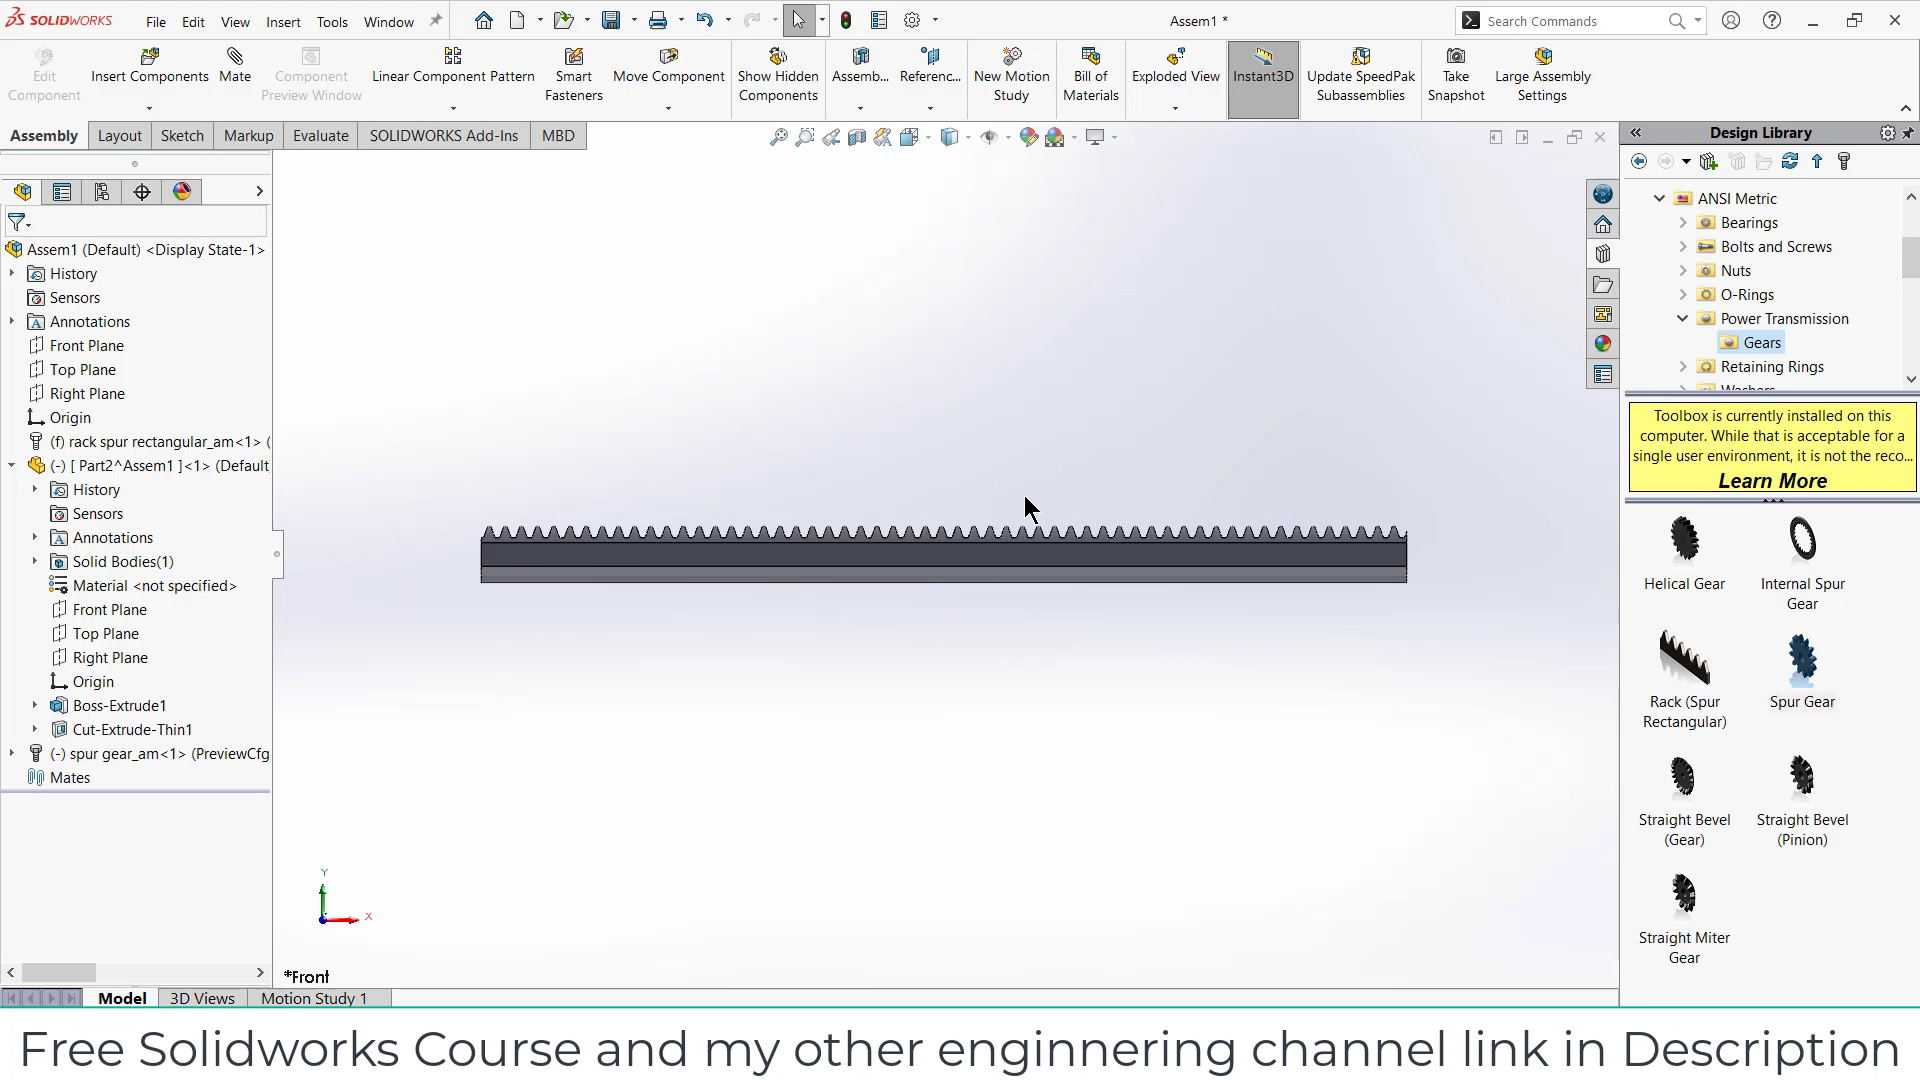 SOLIDWORKS
File Edit View Insert Tools Window
Assem1 *
Search Commands
Edit Component
Insert Components
Mate
Component Preview Window
Linear Component Pattern
Smart Fasteners
Move Component
Show Hidden Components
Assemb...
Referenc...
New Motion Study
Bill of Materials
Exploded View
Instant3D
Update SpeedPak Subassemblies
Take Snapshot
Large Assembly Settings
Assembly Layout Sketch Markup Evaluate SOLIDWORKS Add-Ins MBD
Assem1 (Default) <Display State-1>
History
Sensors
Annotations
Front Plane
Top Plane
Right Plane
Origin
(f) rack spur rectangular_am<1> (
(-) [ Part2^Assem1 ]<1> (Default
History
Sensors
Annotations
Solid Bodies(1)
Material <not specified>
Front Plane
Top Plane
Right Plane
Origin
Boss-Extrude1
Cut-Extrude-Thin1
(-) spur gear_am<1> (PreviewCfg
Mates
Y
X
*Front
Model 3D Views Motion Study 1
Design Library
ANSI Metric
Bearings
Bolts and Screws
Nuts
O-Rings
Power Transmission
Gears
Retaining Rings
Washers
Toolbox is currently installed on this
computer. While that is acceptable for a
single user environment, it is not the reco...
Learn More
Helical Gear
Internal Spur
Gear
Rack (Spur
Rectangular)
Spur Gear
Straight Bevel
(Gear)
Straight Bevel
(Pinion)
Straight Miter
Gear
Free Solidworks Course and my other enginnering channel link in Description